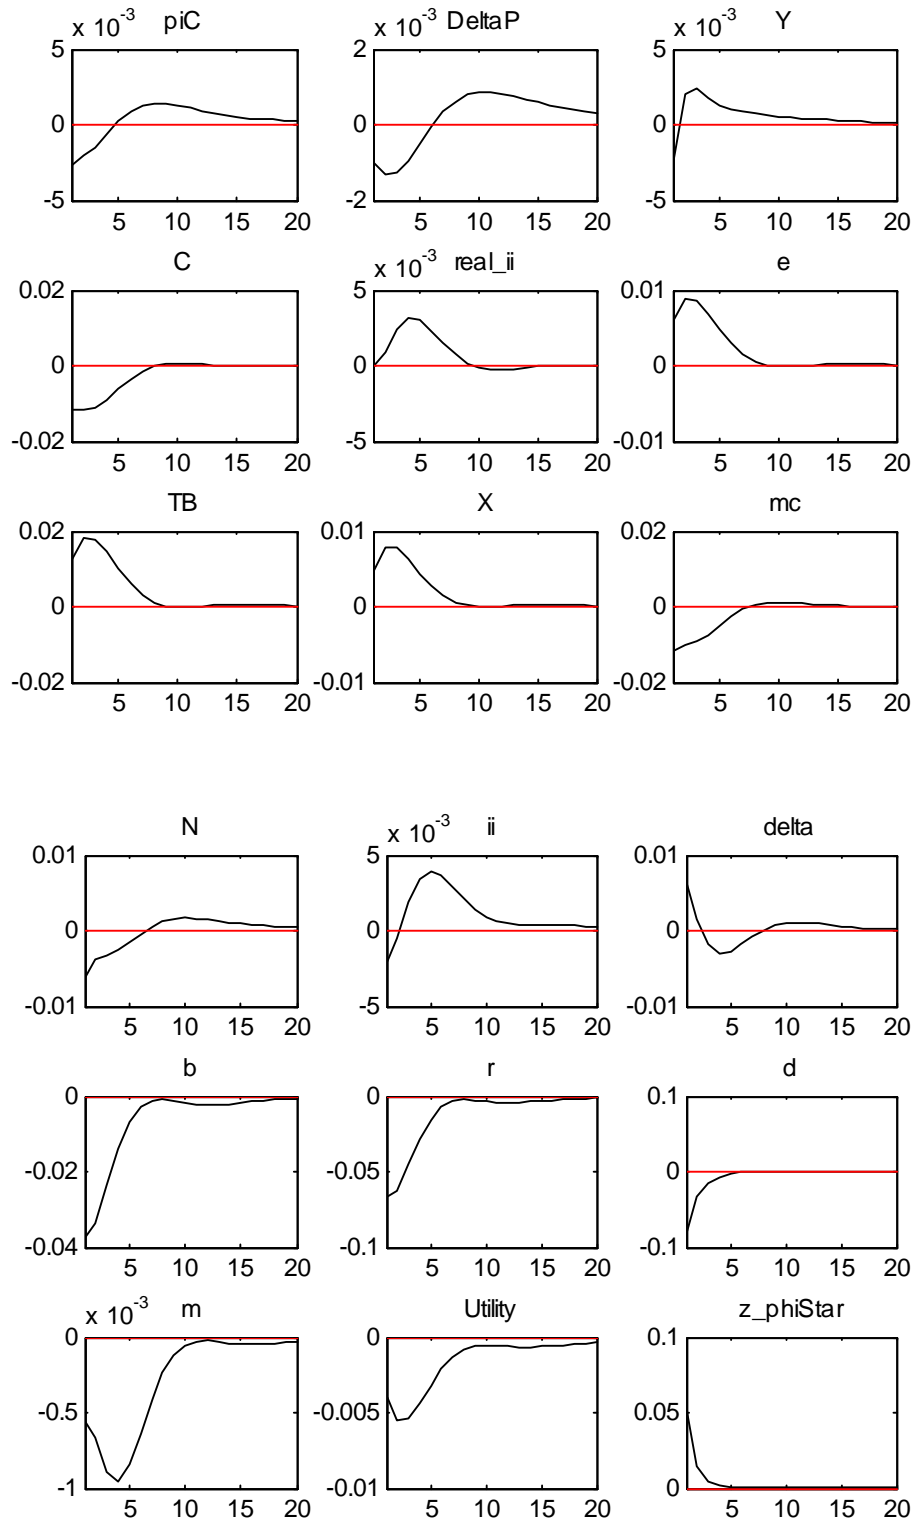 x 10^-3 piC x 10^-3 DeltaP x 10^-3 Y
5 2 5
0 0 0
-5 -2 -5
5 10 15 20 5 10 15 20 5 10 15 20
C x 10^-3 real_ii e
0.02 5 0.01
0 0 0
-0.02 -5 -0.01
5 10 15 20 5 10 15 20 5 10 15 20
TB X mc
0.02 0.01 0.02
0 0 0
-0.02 -0.01 -0.02
5 10 15 20 5 10 15 20 5 10 15 20
N x 10^-3 ii delta
0.01 5 0.01
0 0 0
-0.01 -5 -0.01
5 10 15 20 5 10 15 20 5 10 15 20
b r d
0 0 0.1
-0.02 -0.05 0
-0.04 -0.1 -0.1
5 10 15 20 5 10 15 20 5 10 15 20
x 10^-3 m Utility z_phiStar
0 0 0.1
-0.5 -0.005 0.05
-1 -0.01 0
5 10 15 20 5 10 15 20 5 10 15 20